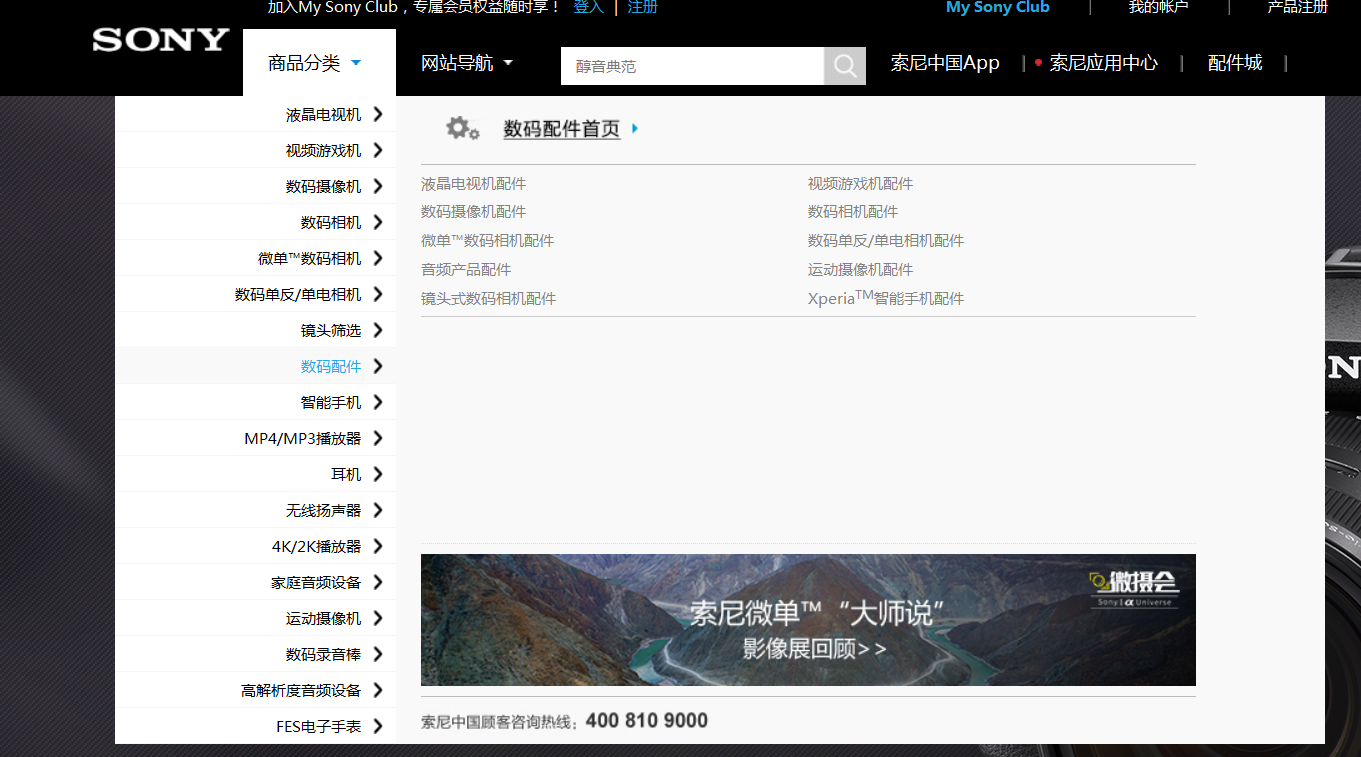 加入My Sony Club，专属会员权益随时享！ 登入 | 注册
My Sony Club | 我的帐户 | 产品注册
SONY
商品分类
网站导航
醇音典范
索尼中国App | 索尼应用中心 | 配件城 |
液晶电视机
视频游戏机
数码摄像机
数码相机
微单™数码相机
数码单反/单电相机
镜头筛选
数码配件
智能手机
MP4/MP3播放器
耳机
无线扬声器
4K/2K播放器
家庭音频设备
运动摄像机
数码录音棒
高解析度音频设备
FES电子手表
数码配件首页
液晶电视机配件
视频游戏机配件
数码摄像机配件
数码相机配件
微单™数码相机配件
数码单反/单电相机配件
音频产品配件
运动摄像机配件
镜头式数码相机配件
Xperia™智能手机配件
微摄会
Sony | α Universe
索尼微单™“大师说”
影像展回顾>>
索尼中国顾客咨询热线：400 810 9000